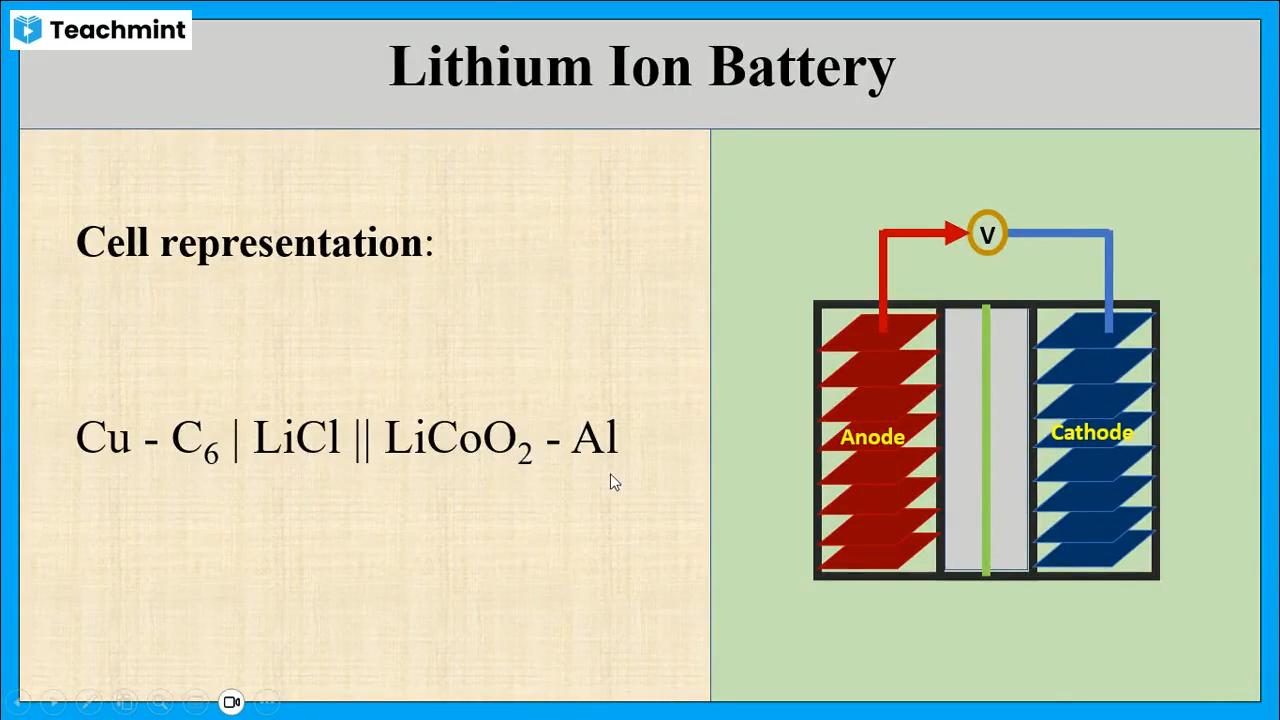 Teachmint
Lithium Ion Battery
Cell representation:
Cu - C₆ | LiCl || LiCoO₂ - Al
V
Anode
Cathode